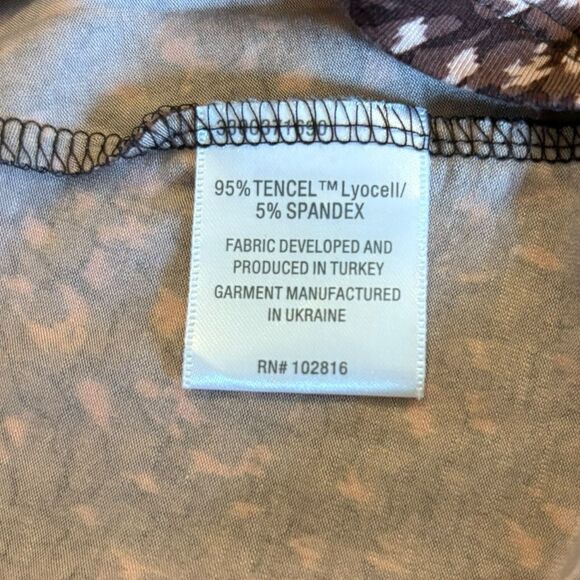 95% TENCEL™ Lyocell/
5% SPANDEX
FABRIC DEVELOPED AND
PRODUCED IN TURKEY
GARMENT MANUFACTURED
IN UKRAINE
RN# 102816